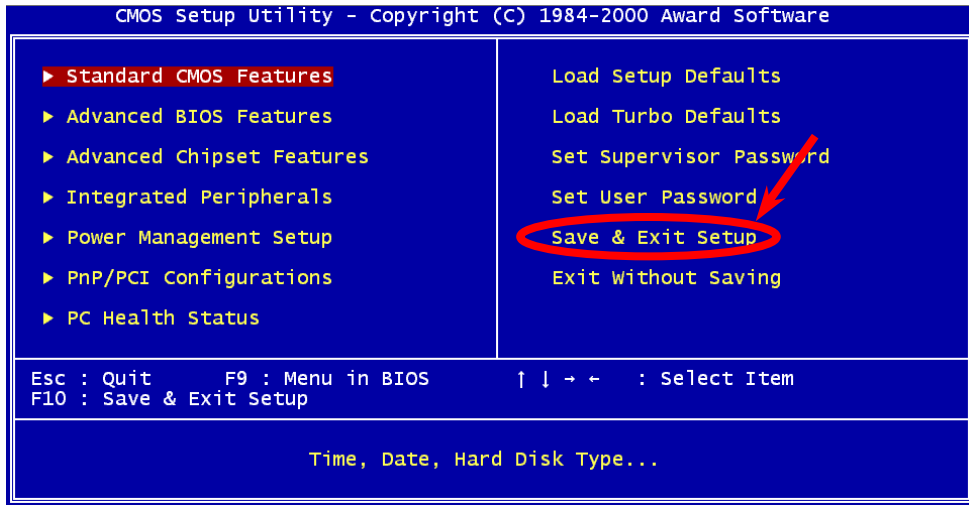 CMOS Setup Utility – Copyright (C) 1984–2000 Award Software
▶ Standard CMOS Features
▶ Advanced BIOS Features
▶ Advanced Chipset Features
▶ Integrated Peripherals
▶ Power Management Setup
▶ PnP/PCI Configurations
▶ PC Health Status
Load Setup Defaults
Load Turbo Defaults
Set Supervisor Password
Set User Password
Save & Exit Setup
Exit Without Saving
Esc : Quit F9 : Menu in BIOS ↑ ↓ → ← : Select Item
F10 : Save & Exit Setup
Time, Date, Hard Disk Type...